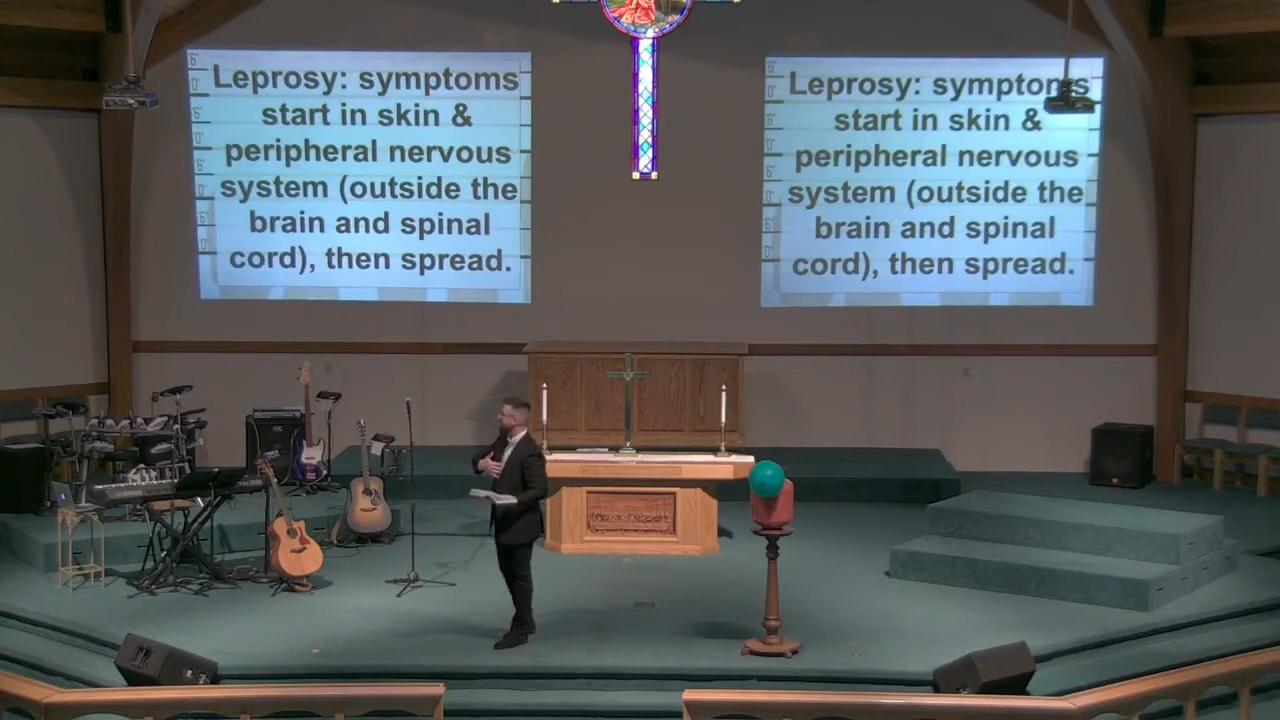 Leprosy: symptoms
start in skin &
peripheral nervous
system (outside the
brain and spinal
cord), then spread.
Leprosy: symptoms
start in skin &
peripheral nervous
system (outside the
brain and spinal
cord), then spread.